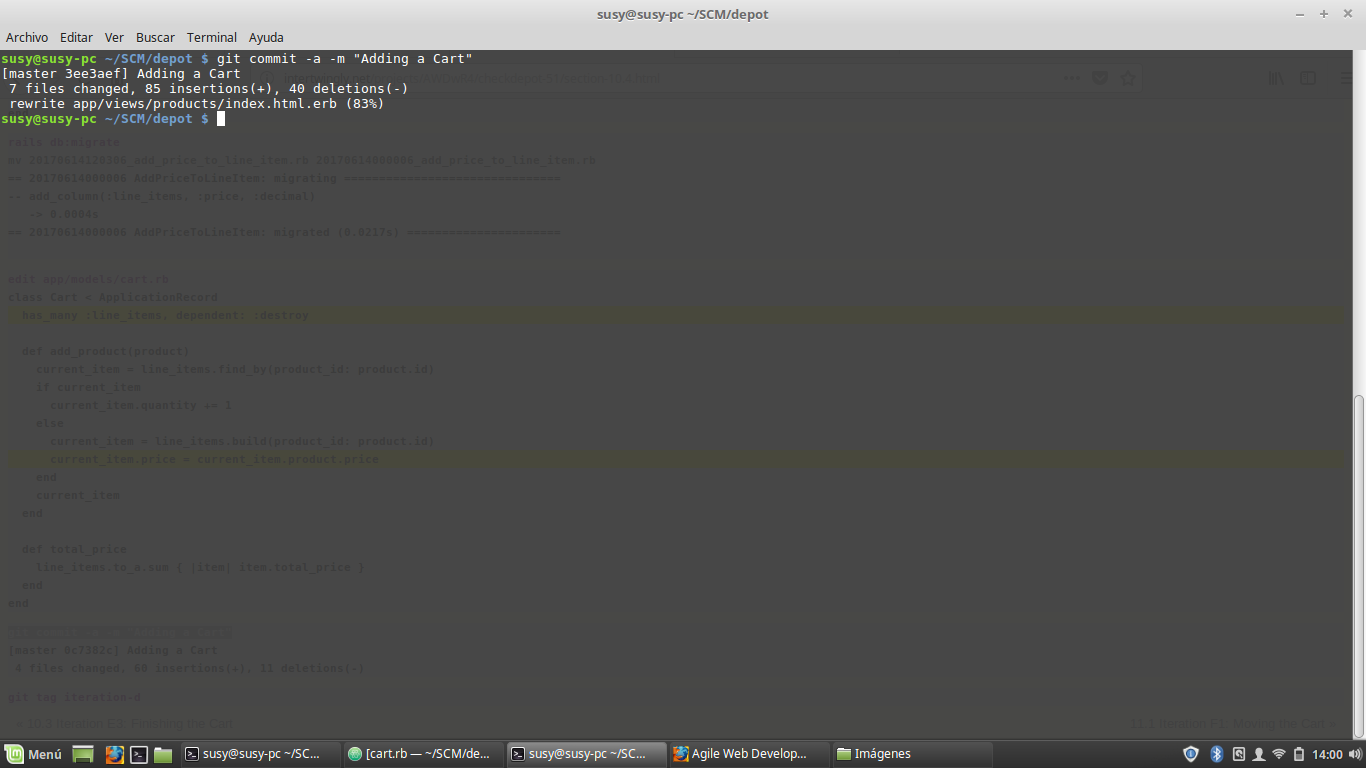 susy@susy-pc ~/SCM/depot
Archivo Editar Ver Buscar Terminal Ayuda
susy@susy-pc ~/SCM/depot $ git commit -a -m "Adding a Cart"
[master 3ee3aef] Adding a Cart
 7 files changed, 85 insertions(+), 40 deletions(-)
 rewrite app/views/products/index.html.erb (83%)
susy@susy-pc ~/SCM/depot $
rails db:migrate
mv 20170614120306_add_price_to_line_item.rb 20170614000006_add_price_to_line_item.rb
== 20170614000006 AddPriceToLineItem: migrating ===============================
-- add_column(:line_items, :price, :decimal)
   -> 0.0004s
== 20170614000006 AddPriceToLineItem: migrated (0.0217s) ======================
edit app/models/cart.rb
class Cart < ApplicationRecord
  has_many :line_items, dependent: :destroy
  def add_product(product)
    current_item = line_items.find_by(product_id: product.id)
    if current_item
      current_item.quantity += 1
    else
      current_item = line_items.build(product_id: product.id)
      current_item.price = current_item.product.price
    end
    current_item
  end
  def total_price
    line_items.to_a.sum { |item| item.total_price }
  end
end
[master 0c7382c] Adding a Cart
 4 files changed, 60 insertions(+), 11 deletions(-)
git tag iteration-d
< 10.3 Iteration E3: Finishing the Cart 11.1 Iteration F1: Moving the Cart >
Menú susy@susy-pc ~/SC... [cart.rb — ~/SCM/de... susy@susy-pc ~/SC... Agile Web Develop... Imágenes 14:00